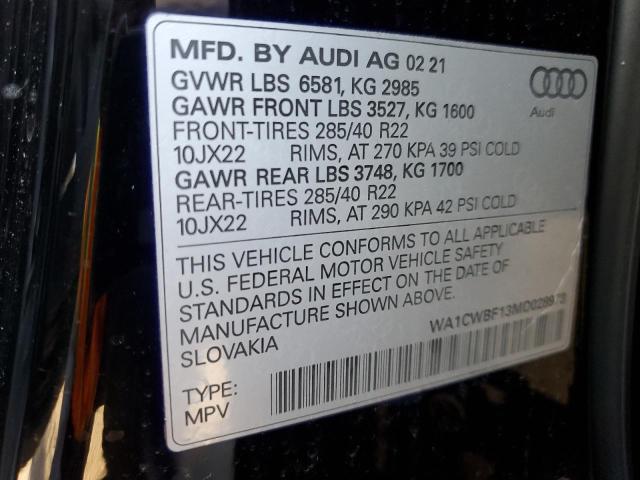 MFD. BY AUDI AG 02 21
GVWR LBS 6581, KG 2985
GAWR FRONT LBS 3527, KG 1600
FRONT-TIRES 285/40 R22
10JX22 RIMS, AT 270 KPA 39 PSI COLD
GAWR REAR LBS 3748, KG 1700
REAR-TIRES 285/40 R22
10JX22 RIMS, AT 290 KPA 42 PSI COLD
Audi
THIS VEHICLE CONFORMS TO ALL APPLICABLE
U.S. FEDERAL MOTOR VEHICLE SAFETY
STANDARDS IN EFFECT ON THE DATE OF
MANUFACTURE SHOWN ABOVE.
SLOVAKIA
TYPE:
MPV